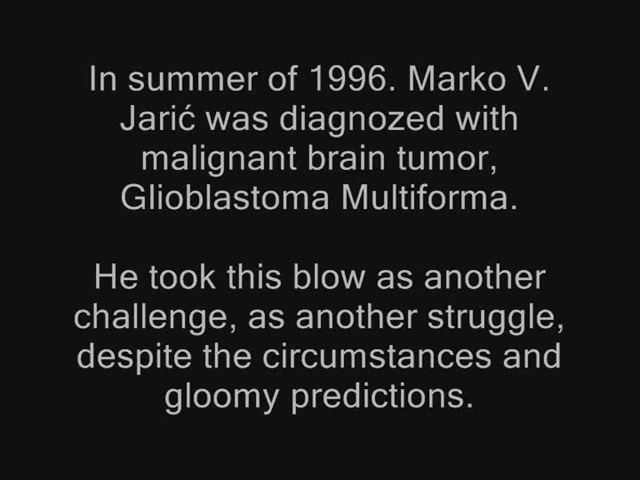 In summer of 1996. Marko V.
Jarić was diagnozed with
malignant brain tumor,
Glioblastoma Multiforma.
He took this blow as another
challenge, as another struggle,
despite the circumstances and
gloomy predictions.